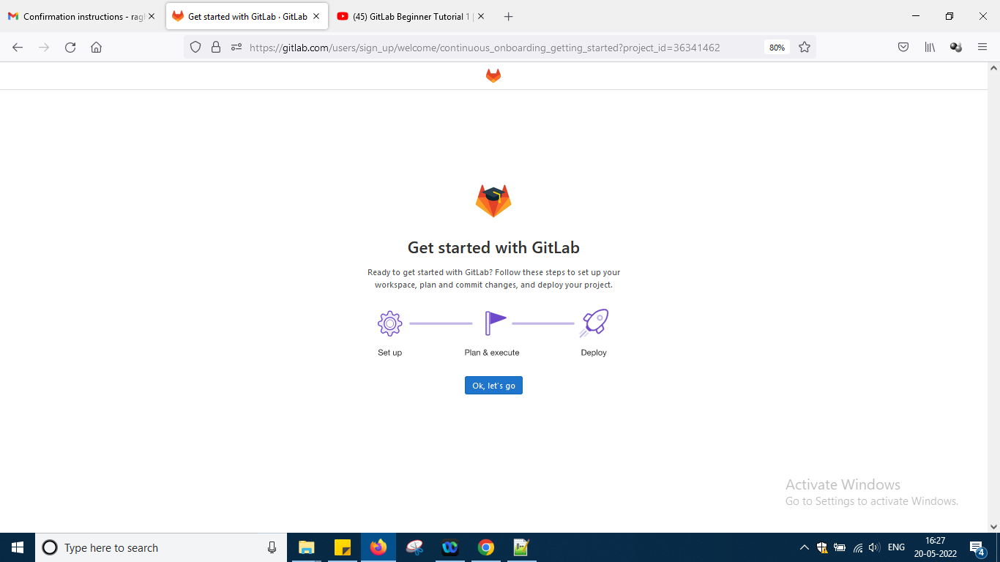 Confirmation instructions - rag
Get started with GitLab · GitLab
(45) GitLab Beginner Tutorial 1 |
https://gitlab.com/users/sign_up/welcome/continuous_onboarding_getting_started?project_id=36341462
80%
Get started with GitLab
Ready to get started with GitLab? Follow these steps to set up your
workspace, plan and commit changes, and deploy your project.
Set up
Plan & execute
Deploy
Ok, let's go
Activate Windows
Go to Settings to activate Windows.
Type here to search
ENG
16:27
20-05-2022
4